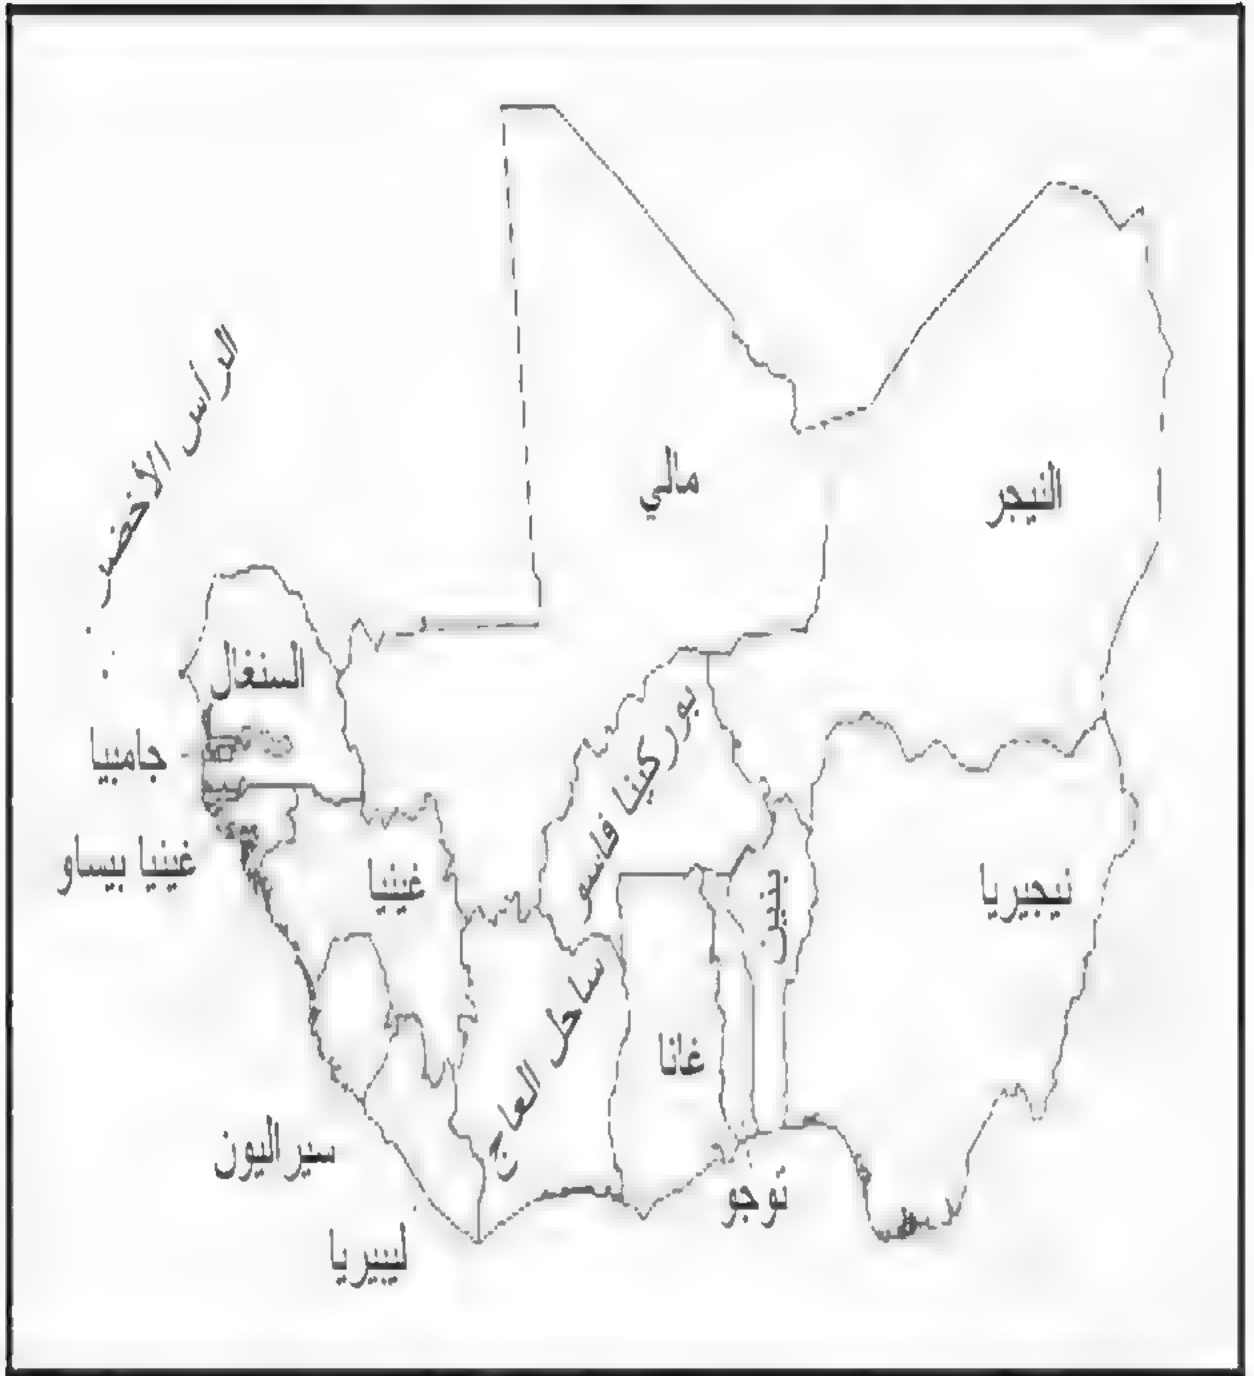 الرأس الأخضر
مالي
النيجر
السنغال
بوركينا فاسو
جامبيا
غينيا بيساو
غينيا
نيجيريا
بنين
ساحل العاج
غانا
سيراليون
توجو
ليبيريا